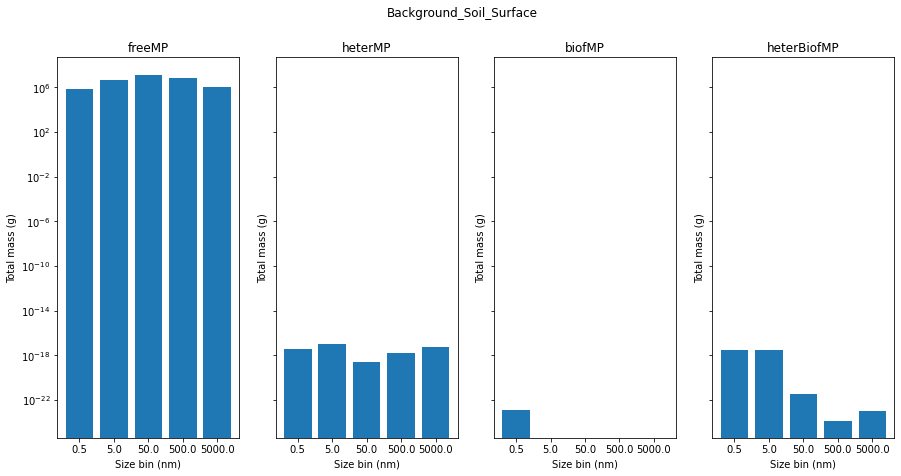 Background_Soil_Surface
freeMP
heterMP
biofMP
heterBiofMP
Total mass (g)
10^6
10^2
10^-2
10^-6
10^-10
10^-14
10^-18
10^-22
0.5 5.0 50.0 500.0 5000.0
Size bin (nm)
Total mass (g)
0.5 5.0 50.0 500.0 5000.0
Size bin (nm)
Total mass (g)
0.5 5.0 50.0 500.0 5000.0
Size bin (nm)
Total mass (g)
0.5 5.0 50.0 500.0 5000.0
Size bin (nm)